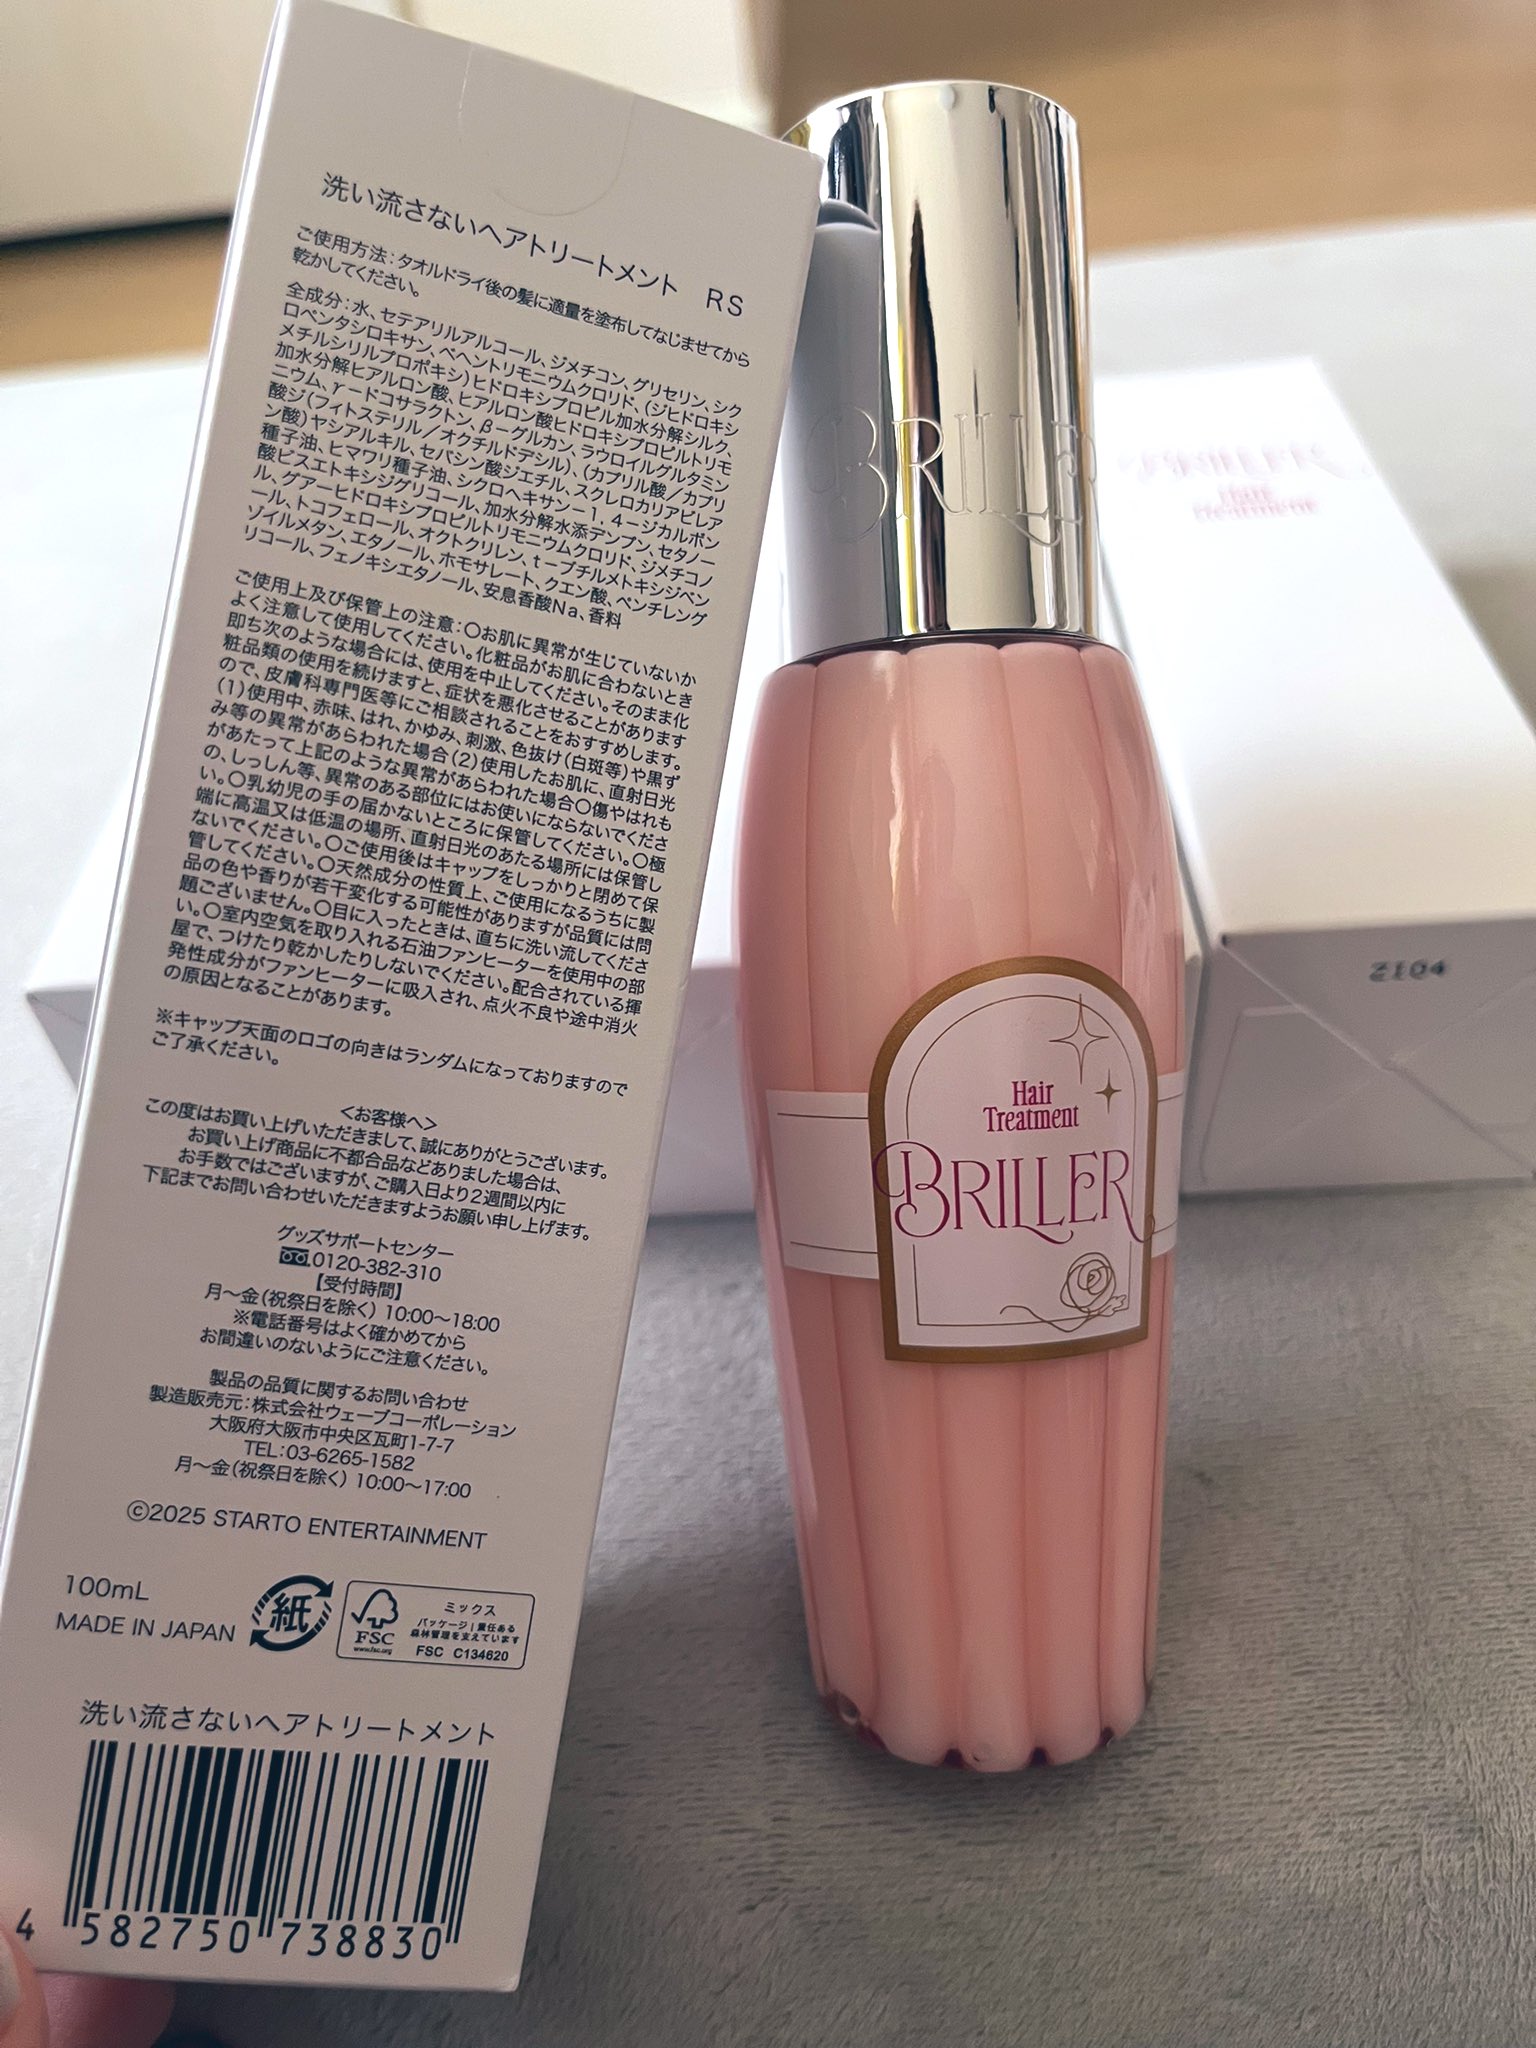 洗い流さないヘアトリートメント　RS
ご使用方法：タオルドライ後の髪に適量を塗布してなじませてから
乾かしてください。
全成分：水、セテアリルアルコール、ジメチコン、グリセリン、シク
ロペンタシロキサン、ベヘントリモニウムクロリド、(ジヒドロキシ
メチルシリルプロポキシ)ヒドロキシプロピル加水分解シルク、
加水分解ヒアルロン酸、ヒアルロン酸ヒドロキシプロピルトリモ
ニウム、γ－ドコサラクトン、β－グルカン、ラウロイルグルタミン
酸ジ(フィトステリル／オクチルドデシル)、(カプリル酸／カプリ
ン酸)ヤシアルキル、セバシン酸ジエチル、スクレロカリアビレア
種子油、ヒマワリ種子油、シクロヘキサン－1，4－ジカルボン
酸ビスエトキシジグリコール、加水分解水添デンプン、セタノー
ル、グアーヒドロキシプロピルトリモニウムクロリド、ジメチコノ
ール、トコフェロール、オクトクリレン、t－ブチルメトキシジベン
ゾイルメタン、エタノール、ホモサレート、クエン酸、ペンチレング
リコール、フェノキシエタノール、安息香酸Na、香料
ご使用上及び保管上の注意：○お肌に異常が生じていないか
よく注意して使用してください。化粧品がお肌に合わないとき
即ち次のような場合には、使用を中止してください。そのまま化
粧品類の使用を続けますと、症状を悪化させることがあります
ので、皮膚科専門医等にご相談されることをおすすめします。
(1)使用中、赤味、はれ、かゆみ、刺激、色抜け(白斑等)や黒ず
み等の異常があらわれた場合(2)使用したお肌に、直射日光
があたって上記のような異常があらわれた場合○傷やはれも
の、しっしん等、異常のある部位にはお使いにならないでくださ
い。○乳幼児の手の届かないところに保管してください。○極
端に高温又は低温の場所、直射日光のあたる場所には保管し
ないでください。○ご使用後はキャップをしっかりと閉めて保
管してください。○天然成分の性質上、ご使用になるうちに製
品の色や香りが若干変化する可能性がありますが品質には問
題ございません。○目に入ったときは、直ちに洗い流してくださ
い。○室内空気を取り入れる石油ファンヒーターを使用中の部
屋で、つけたり乾かしたりしないでください。配合されている揮
発性成分がファンヒーターに吸入され、点火不良や途中消火
の原因となることがあります。
※キャップ天面のロゴの向きはランダムになっておりますので
ご了承ください。
<お客様へ>
この度はお買い上げいただきまして、誠にありがとうございます。
お買い上げ商品に不都合品などありました場合は、
お手数ではございますが、ご購入日より2週間以内に
下記までお問い合わせいただきますようお願い申し上げます。
グッズサポートセンター
0120-382-310
【受付時間】
月～金(祝祭日を除く) 10:00～18:00
※電話番号はよく確かめてから
お間違いのないようにご注意ください。
製品の品質に関するお問い合わせ
製造販売元：株式会社ウェーブコーポレーション
大阪府大阪市中央区瓦町1-7-7
TEL：03-6265-1582
月～金(祝祭日を除く) 10:00～17:00
©2025 STARTO ENTERTAINMENT
100mL
MADE IN JAPAN
紙
FSC
www.fsc.org
ミックス
パッケージ｜責任ある
森林管理を支えています
FSC C134620
洗い流さないヘアトリートメント
4 582750 738830
BRILLER
Hair
Treatment
BRILLER
BRILLER
Hair
Treatment
2104